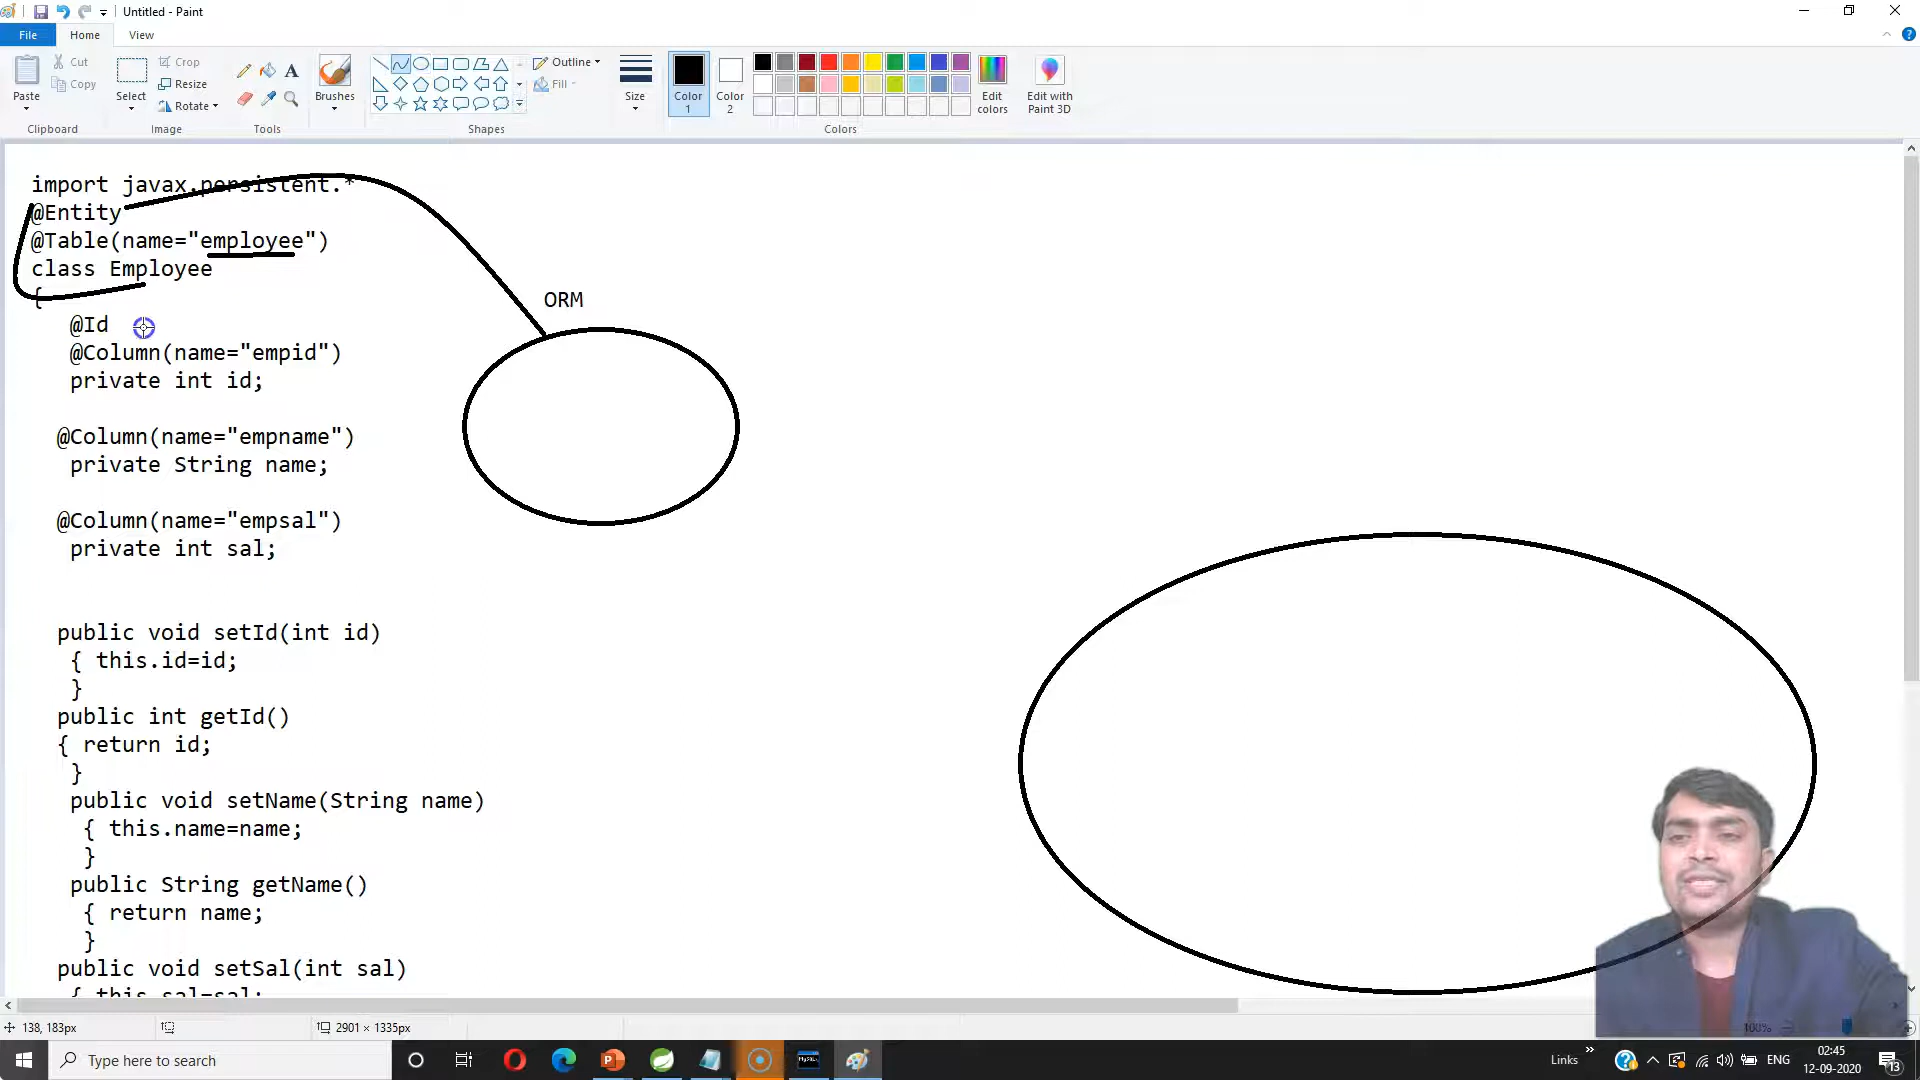 Untitled - Paint
File
Home
View
Paste
Cut
Copy
Clipboard
Select
Crop
Resize
Rotate
Image
Tools
Brushes
Shapes
Outline
Fill
Size
Color 1
Color 2
Edit colors
Edit with Paint 3D
Colors
import javax.persistent.*
@Entity
@Table(name="employee")
class Employee
{
@Id
@Column(name="empid")
private int id;
@Column(name="empname")
private String name;
@Column(name="empsal")
private int sal;
public void setId(int id)
{ this.id=id;
}
public int getId()
{ return id;
}
public void setName(String name)
{ this.name=name;
}
public String getName()
{ return name;
}
public void setSal(int sal)
{ this.sal=sal;
ORM
138, 183px
2901 × 1335px
100%
Type here to search
Links
ENG
02:45
12-09-2020
13